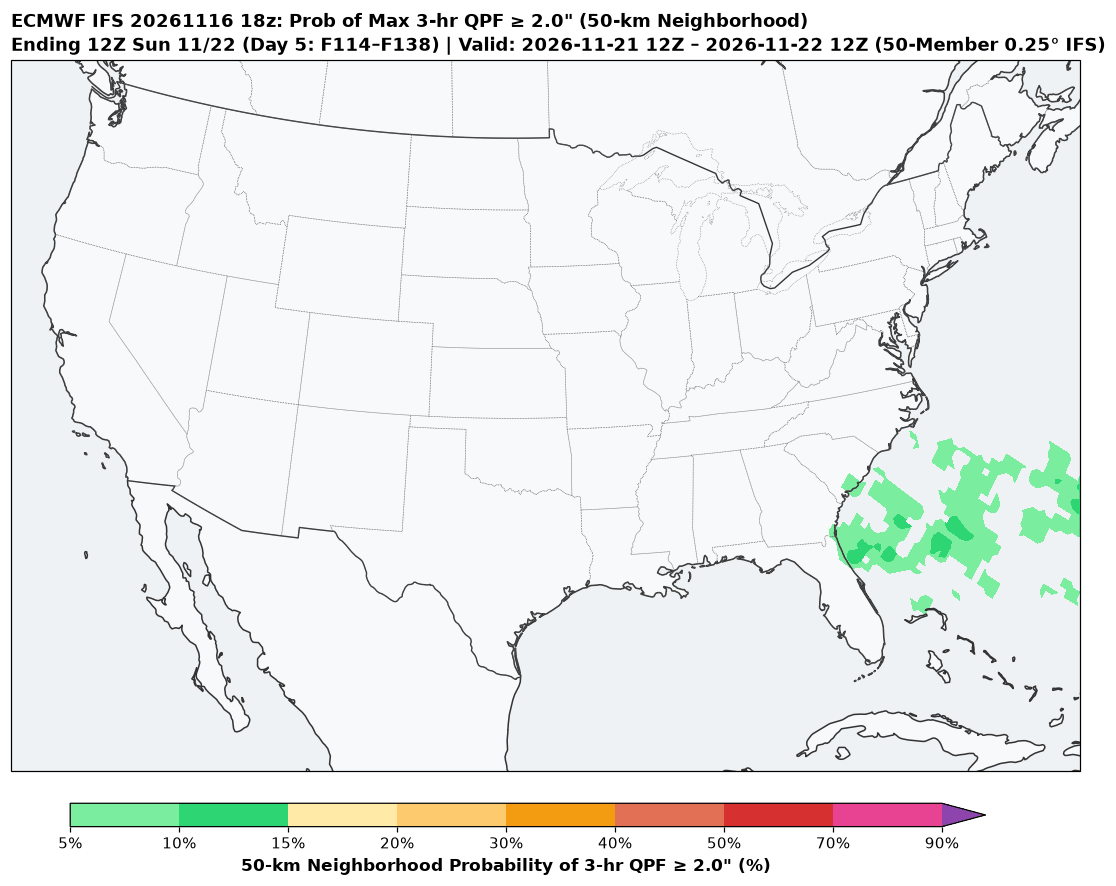 ECMWF IFS 20261116 18z: Prob of Max 3-hr QPF ≥ 2.0" (50-km Neighborhood)
Ending 12Z Sun 11/22 (Day 5: F114–F138) | Valid: 2026-11-21 12Z – 2026-11-22 12Z (50-Member 0.25° IFS)
5% 10% 15% 20% 30% 40% 50% 70% 90%
50-km Neighborhood Probability of 3-hr QPF ≥ 2.0" (%)